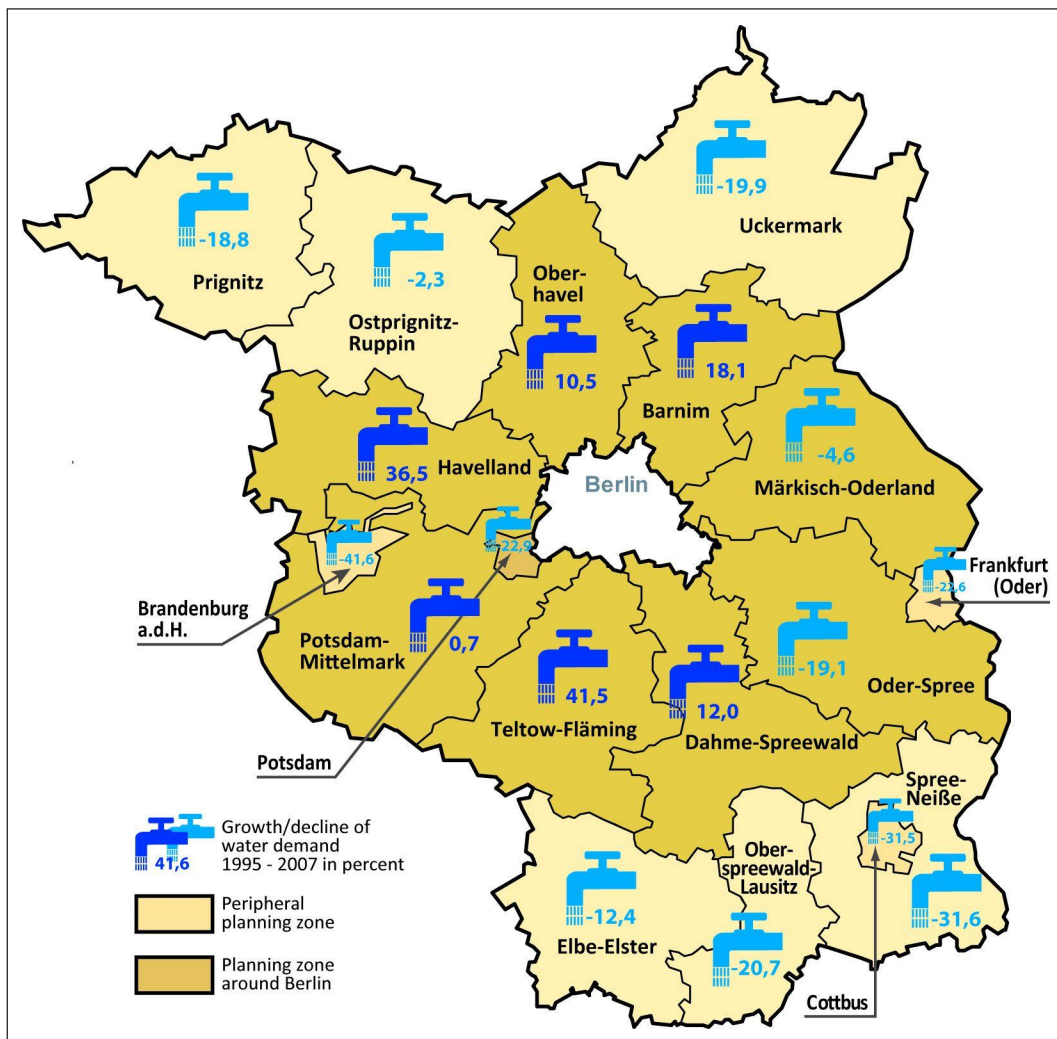 -19,9
Uckermark
-18,8
Prignitz
-2,3
Ostprignitz-
Ruppin
Ober-
havel
10,5
18,1
Barnim
36,5
Havelland
Berlin
-4,6
Märkisch-Oderland
-41,6
-22,9
Brandenburg
a.d.H.
Frankfurt
(Oder)
-22,6
Potsdam-
Mittelmark
0,7
41,5
Teltow-Fläming
12,0
Dahme-Spreewald
-19,1
Oder-Spree
Potsdam
Spree-
Neiße
-31,5
-31,6
Ober-
spreewald-
Lausitz
-12,4
Elbe-Elster
-20,7
Cottbus
41,6
Growth/decline of
water demand
1995 - 2007 in percent
Peripheral
planning zone
Planning zone
around Berlin